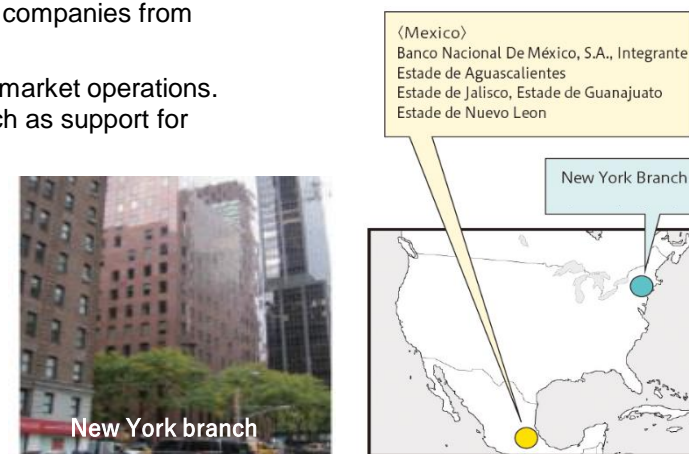 companies from
market operations.
ch as support for
〈Mexico〉
Banco Nacional De México, S.A., Integrante
Estade de Aguascalientes
Estade de Jalisco, Estade de Guanajuato
Estade de Nuevo Leon
New York Branch
New York branch